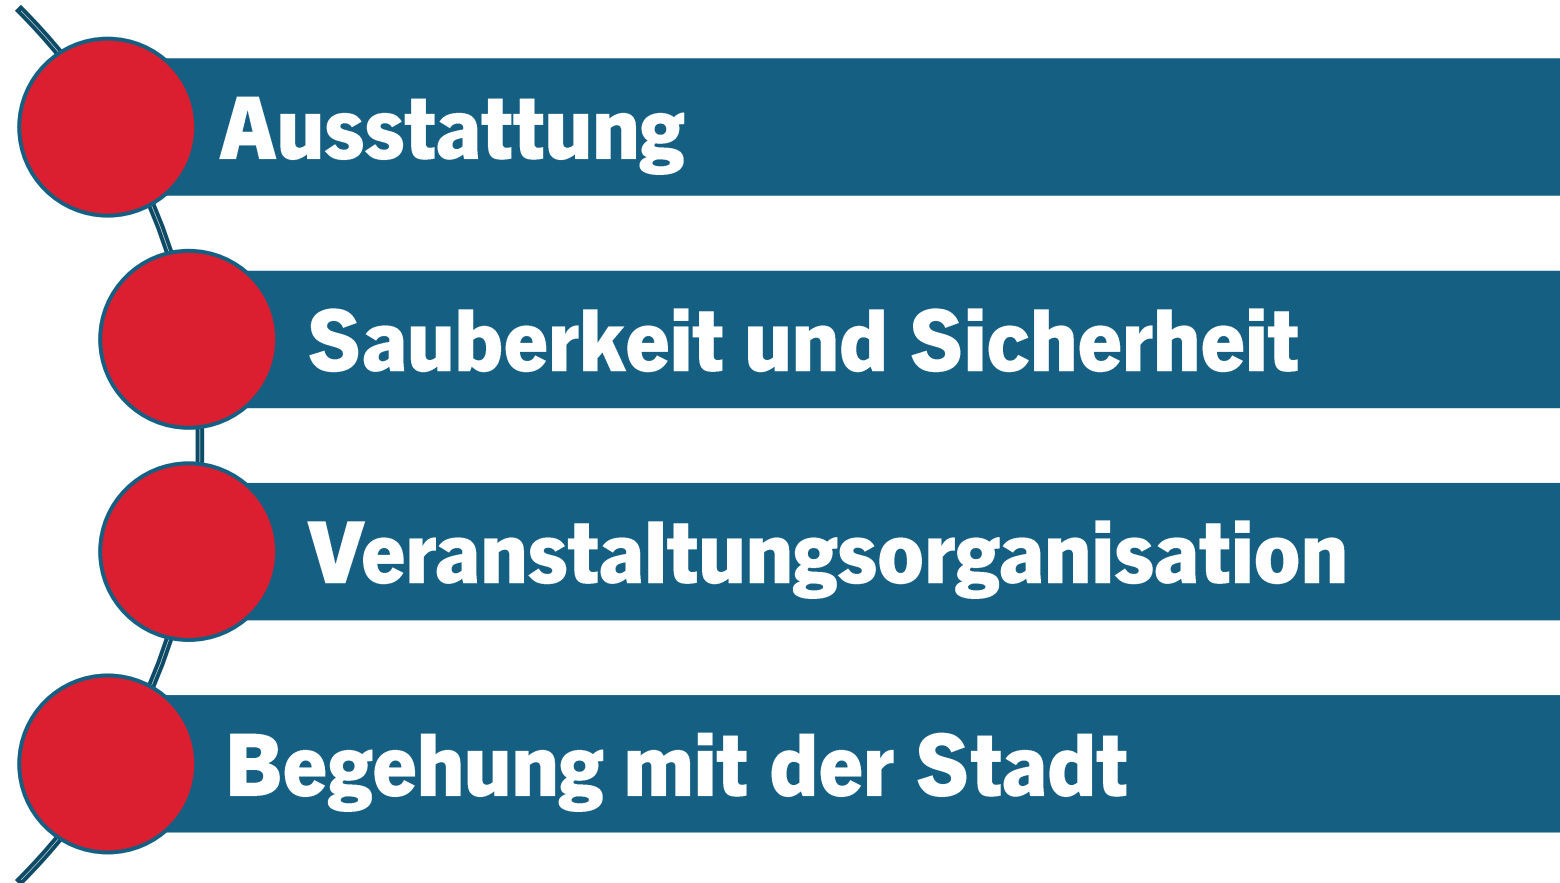 Ausstattung
Sauberkeit und Sicherheit
Veranstaltungsorganisation
Begehung mit der Stadt